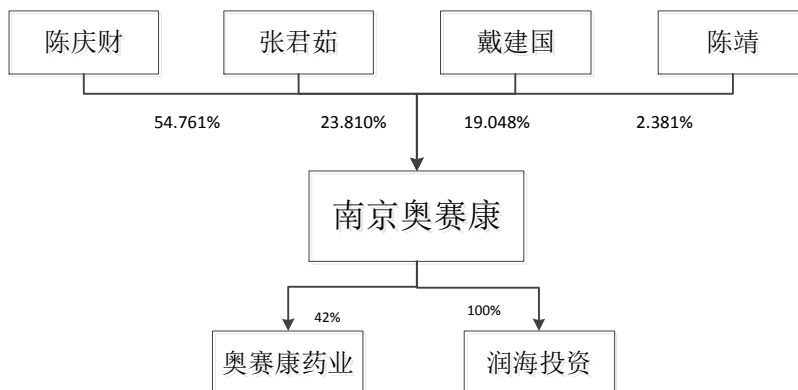 陈庆财
张君茹
戴建国
陈靖
54.761%
23.810%
19.048%
2.381%
南京奥赛康
42%
100%
奥赛康药业
润海投资